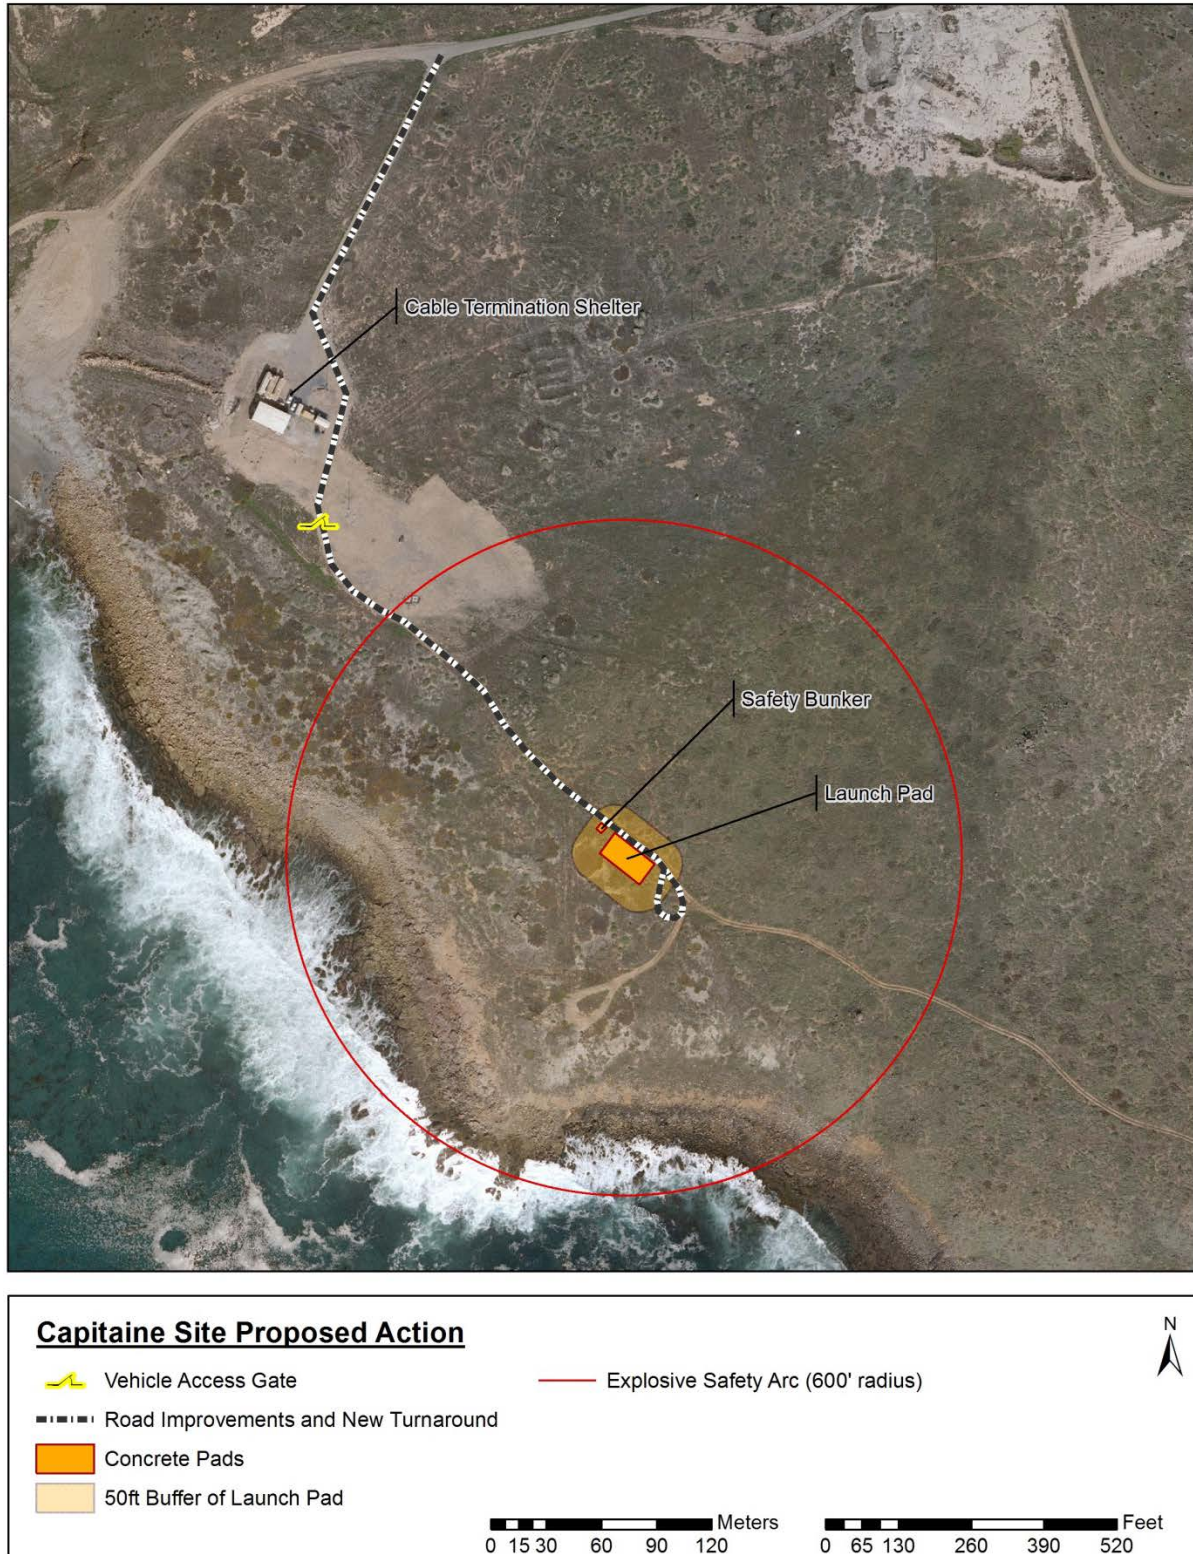 Cable Termination Shelter
Safety Bunker
Launch Pad
Capitaine Site Proposed Action
N
Vehicle Access Gate
Explosive Safety Arc (600' radius)
Road Improvements and New Turnaround
Concrete Pads
50ft Buffer of Launch Pad
Meters
0 15 30 60 90 120
Feet
0 65 130 260 390 520